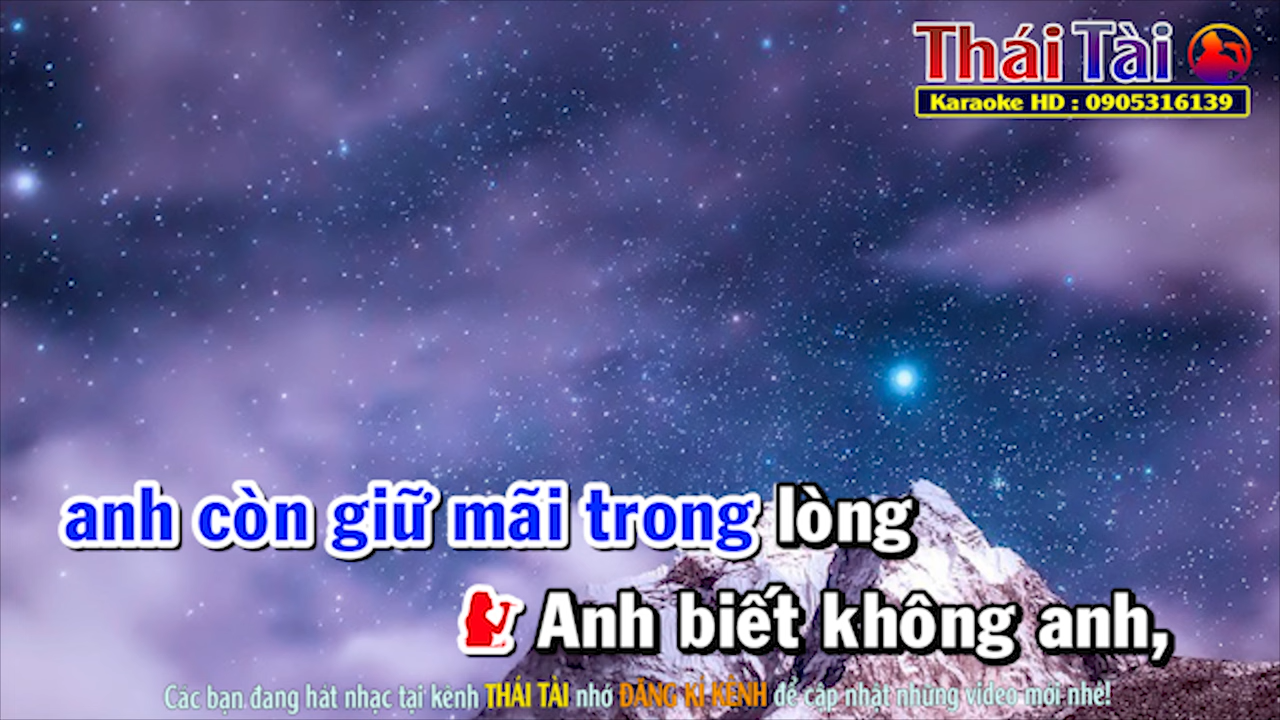 Thái Tài
Karaoke HD : 0905316139
anh còn giữ mãi trong lòng
Anh biết không anh,
Các bạn đang hát nhạc tại kênh THÁI TÀI nhớ ĐĂNG KÍ KÊNH để cập nhật những video mới nhé!